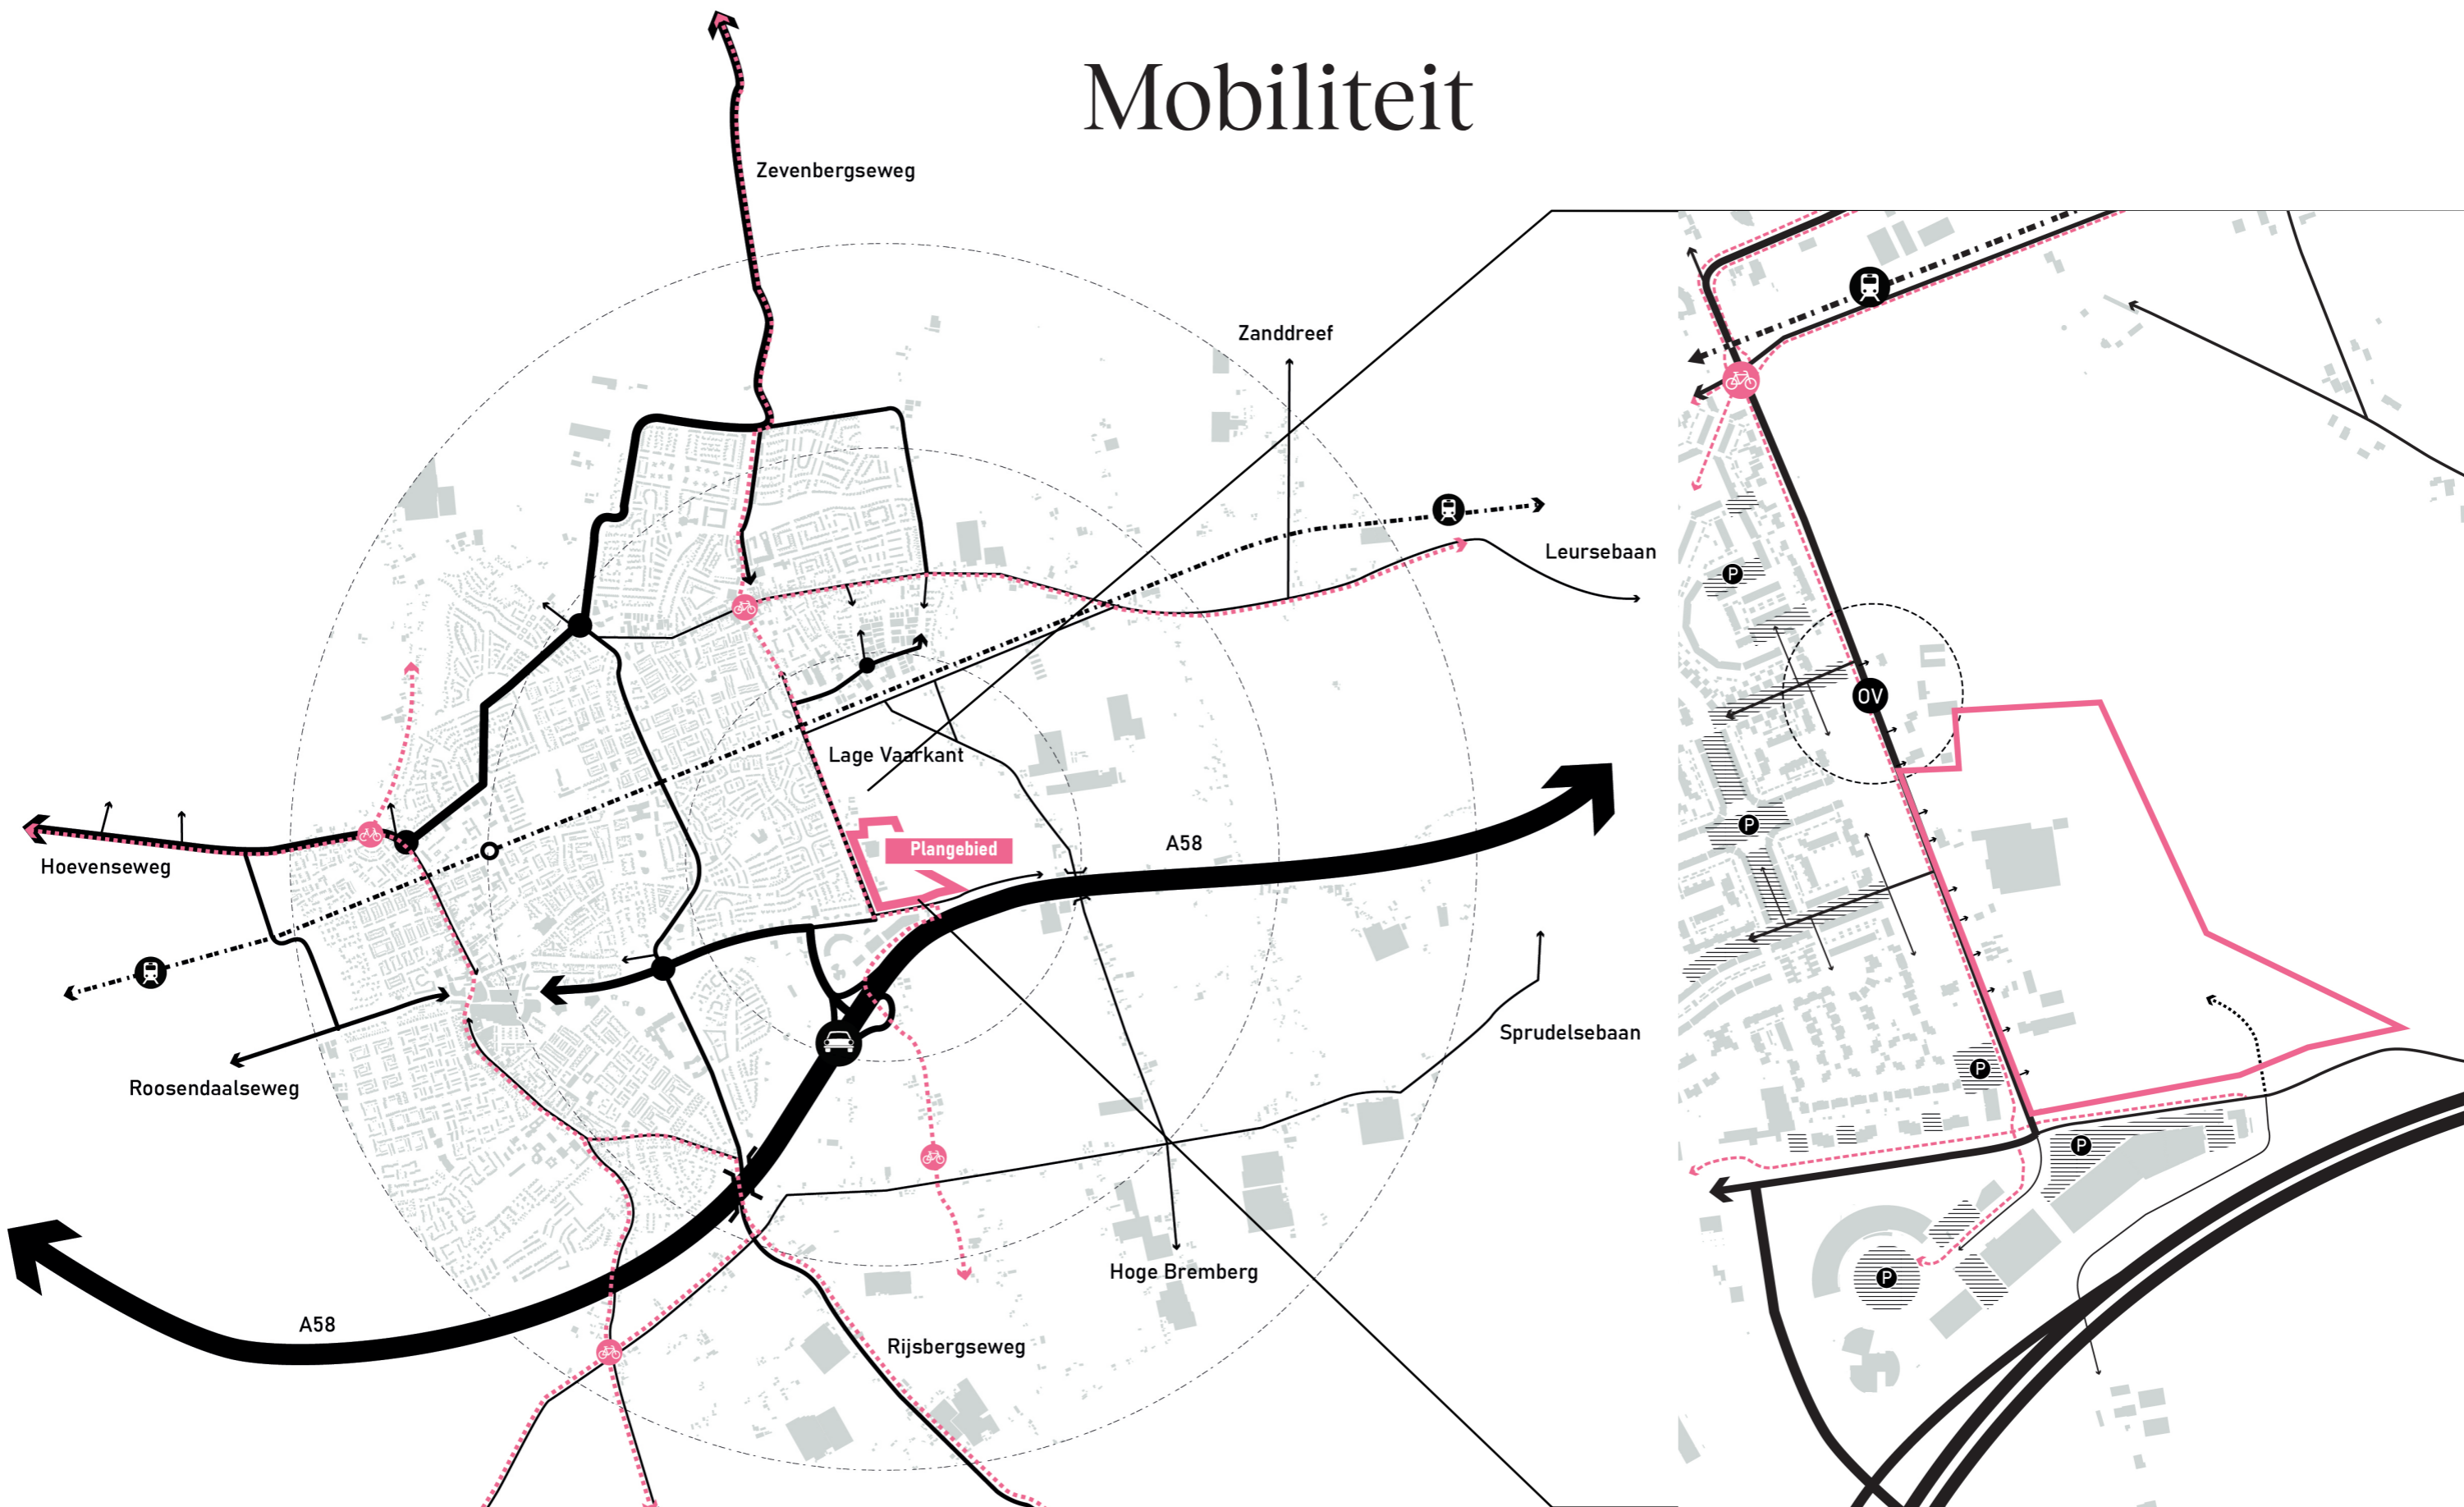 Mobiliteit
Zevenbergseweg
Zanddreef
Leursebaan
Lage Vaarkant
OV
P
P
Plangebied
A58
Hoevenseweg
Sprudelsebaan
Roosendaalseweg
P
P
Hoge Bremberg
P
A58
Rijsbergseweg